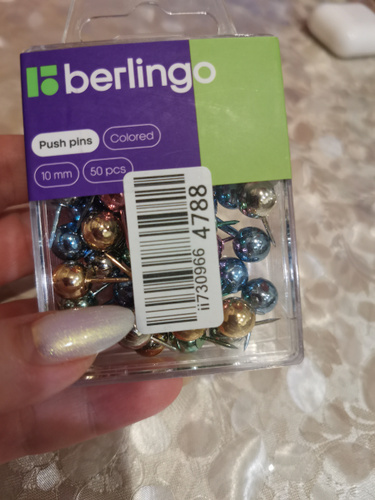 berlingo
Push pins
Colored
10 mm
50 pcs
ii730966 4788